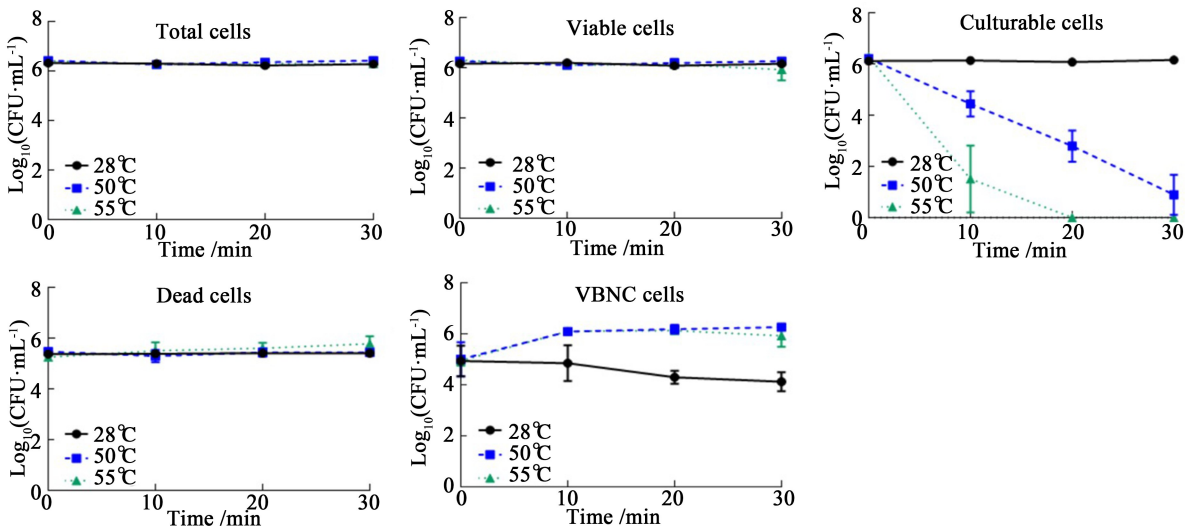 Total cells
Log10(CFU·mL-1)
8
6
4
2
0
28℃
50℃
55℃
0 10 20 30
Time /min
Viable cells
Log10(CFU·mL-1)
8
6
4
2
0
28℃
50℃
55℃
0 10 20 30
Time /min
Culturable cells
Log10(CFU·mL-1)
8
6
4
2
0
28℃
50℃
55℃
0 10 20 30
Time /min
Dead cells
Log10(CFU·mL-1)
8
6
4
2
0
28℃
50℃
55℃
0 10 20 30
Time /min
VBNC cells
Log10(CFU·mL-1)
8
6
4
2
0
28℃
50℃
55℃
0 10 20 30
Time /min